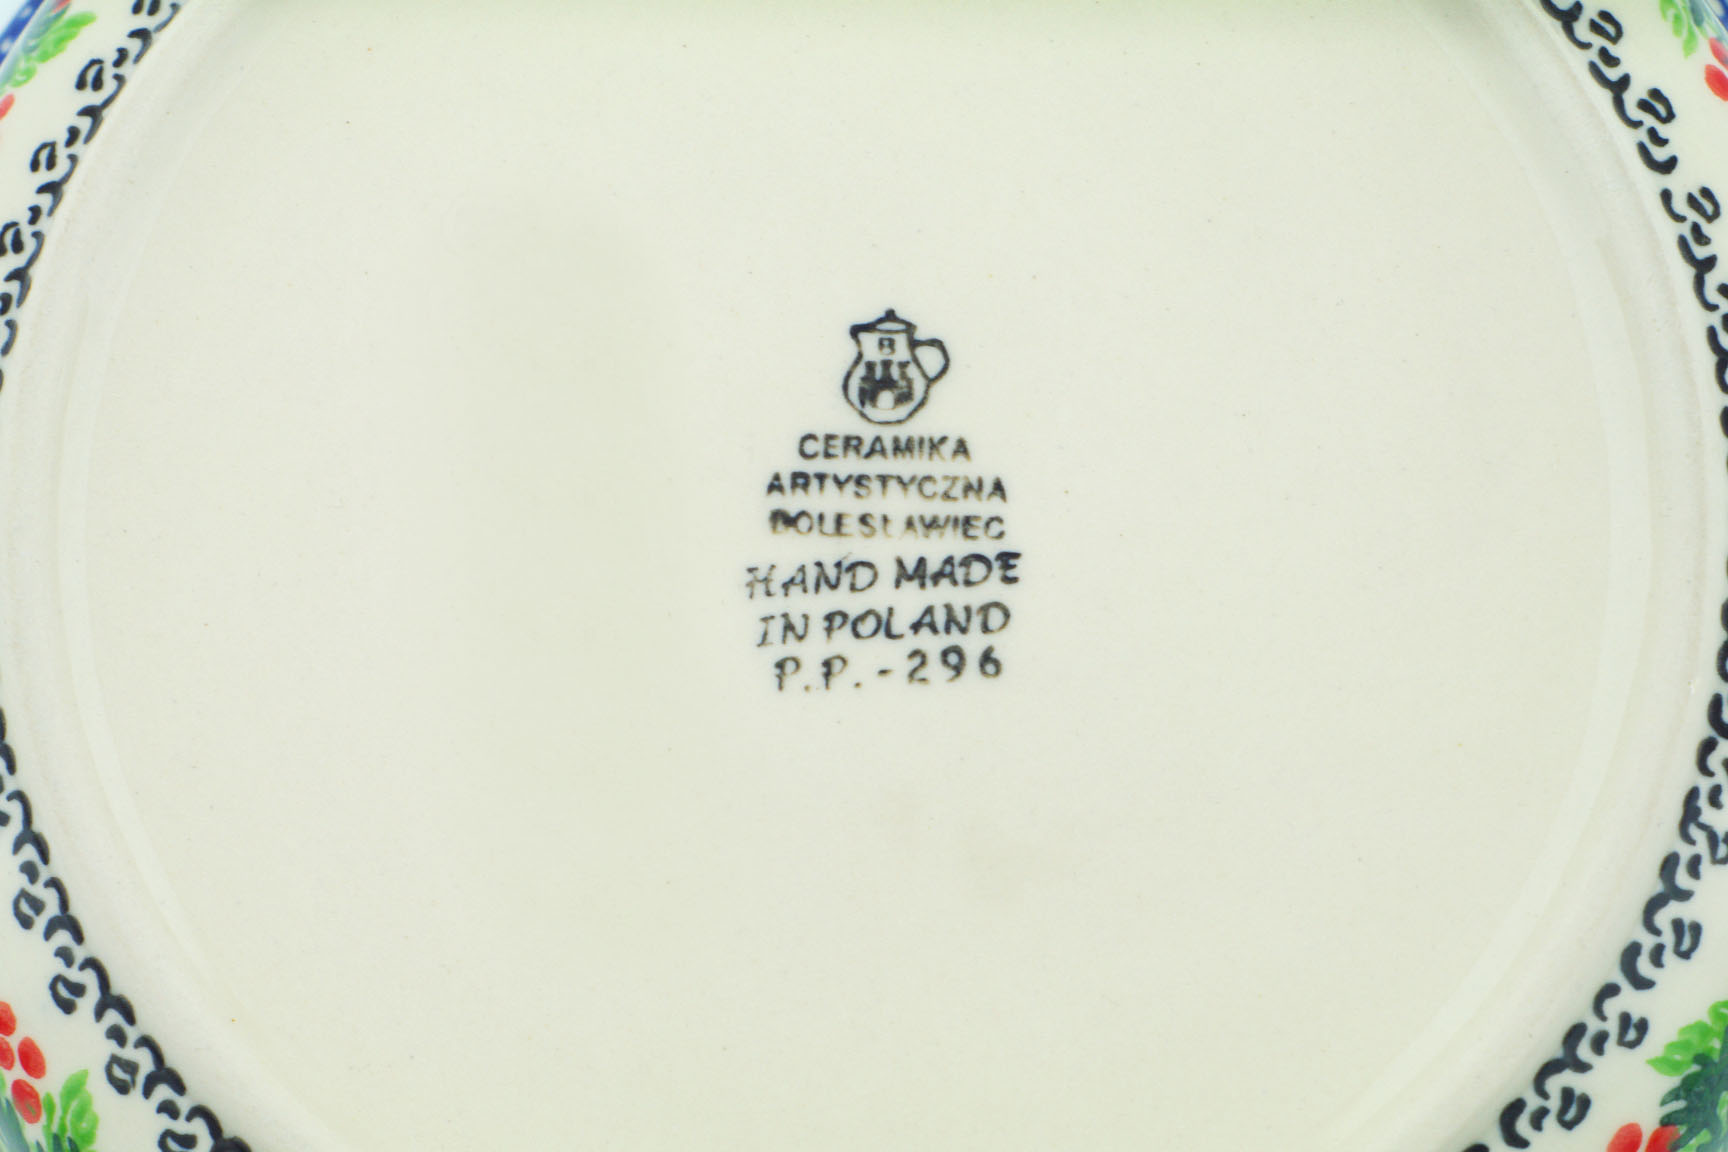 B
CERAMIKA
ARTYSTYCZNA
BOLESŁAWIEC
HAND MADE
IN POLAND
P.P.-296